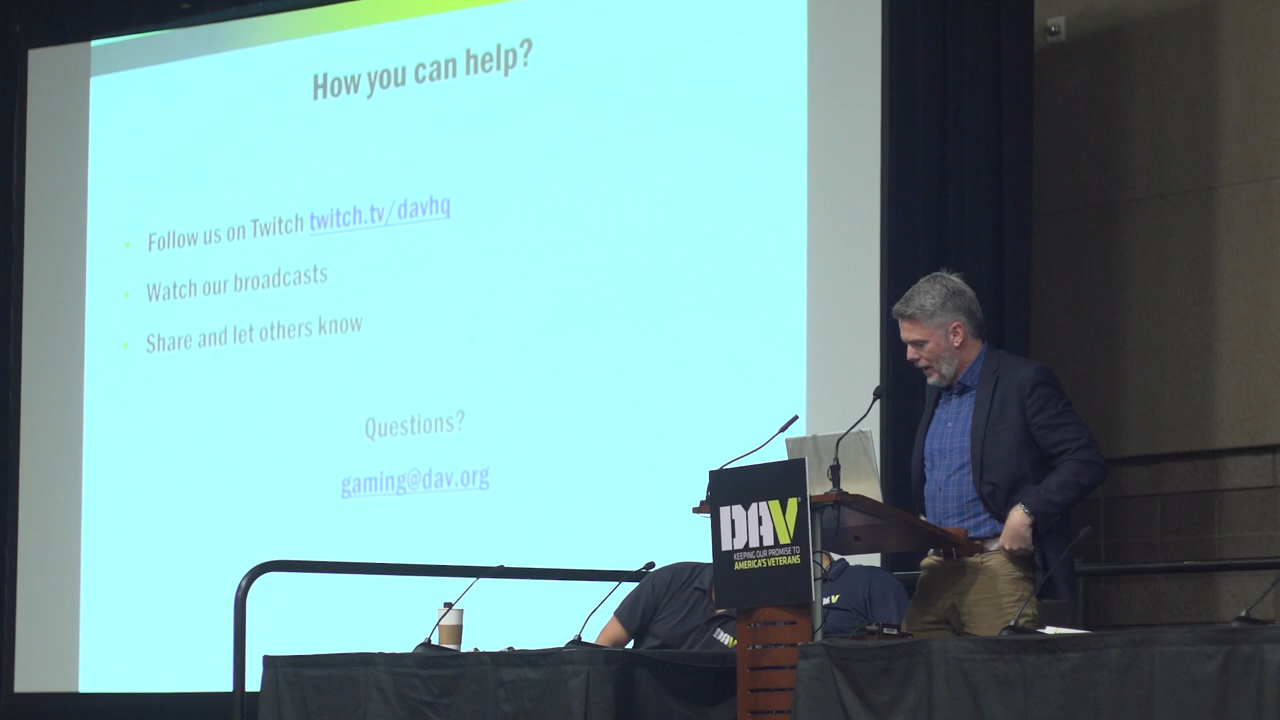 How you can help?
Follow us on Twitch twitch.tv/davhq
Watch our broadcasts
Share and let others know
Questions?
gaming@dav.org
DAV
KEEPING OUR PROMISE TO
AMERICA'S VETERANS
DAV